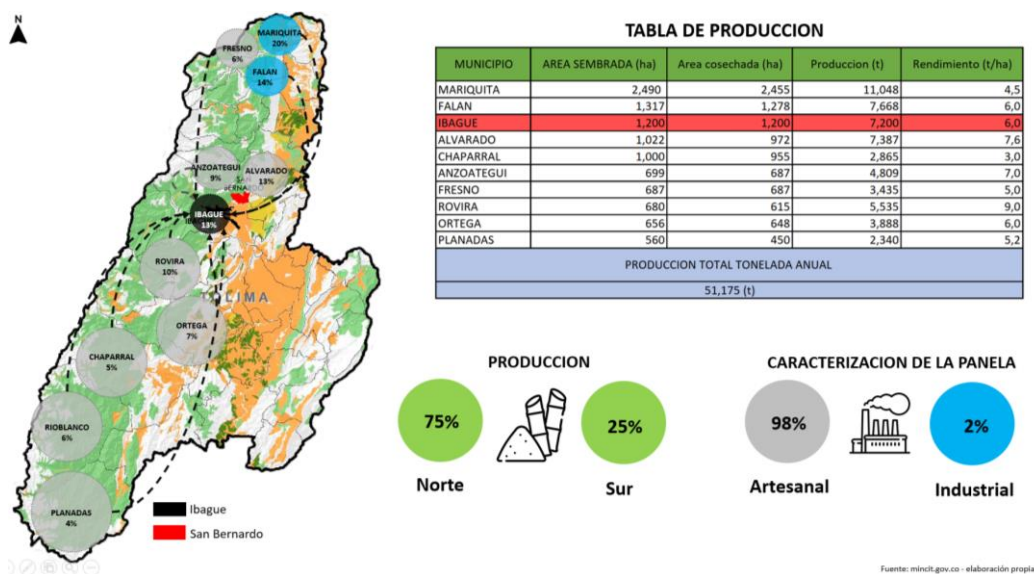 N
MARIQUITA
20%
FRESNO
6%
FALAN
14%
ANZOATEGUI
9%
ALVARADO
13%
SAN
BERNARDO
IBAGUE
13%
ROVIRA
10%
TOLIMA
ORTEGA
7%
CHAPARRAL
5%
RIOBLANCO
6%
PLANADAS
4%
Ibague
San Bernardo
TABLA DE PRODUCCION
MUNICIPIO AREA SEMBRADA (ha) Area cosechada (ha) Produccion (t) Rendimiento (t/ha)
MARIQUITA 2,490 2,455 11,048 4,5
FALAN 1,317 1,278 7,668 6,0
IBAGUE 1,200 1,200 7,200 6,0
ALVARADO 1,022 972 7,387 7,6
CHAPARRAL 1,000 955 2,865 3,0
ANZOATEGUI 699 687 4,809 7,0
FRESNO 687 687 3,435 5,0
ROVIRA 680 615 5,535 9,0
ORTEGA 656 648 3,888 6,0
PLANADAS 560 450 2,340 5,2
PRODUCCION TOTAL TONELADA ANUAL
51,175 (t)
PRODUCCION
75%
25%
Norte
Sur
CARACTERIZACION DE LA PANELA
98%
2%
Artesanal
Industrial
Fuente: mincit.gov.co - elaboración propia